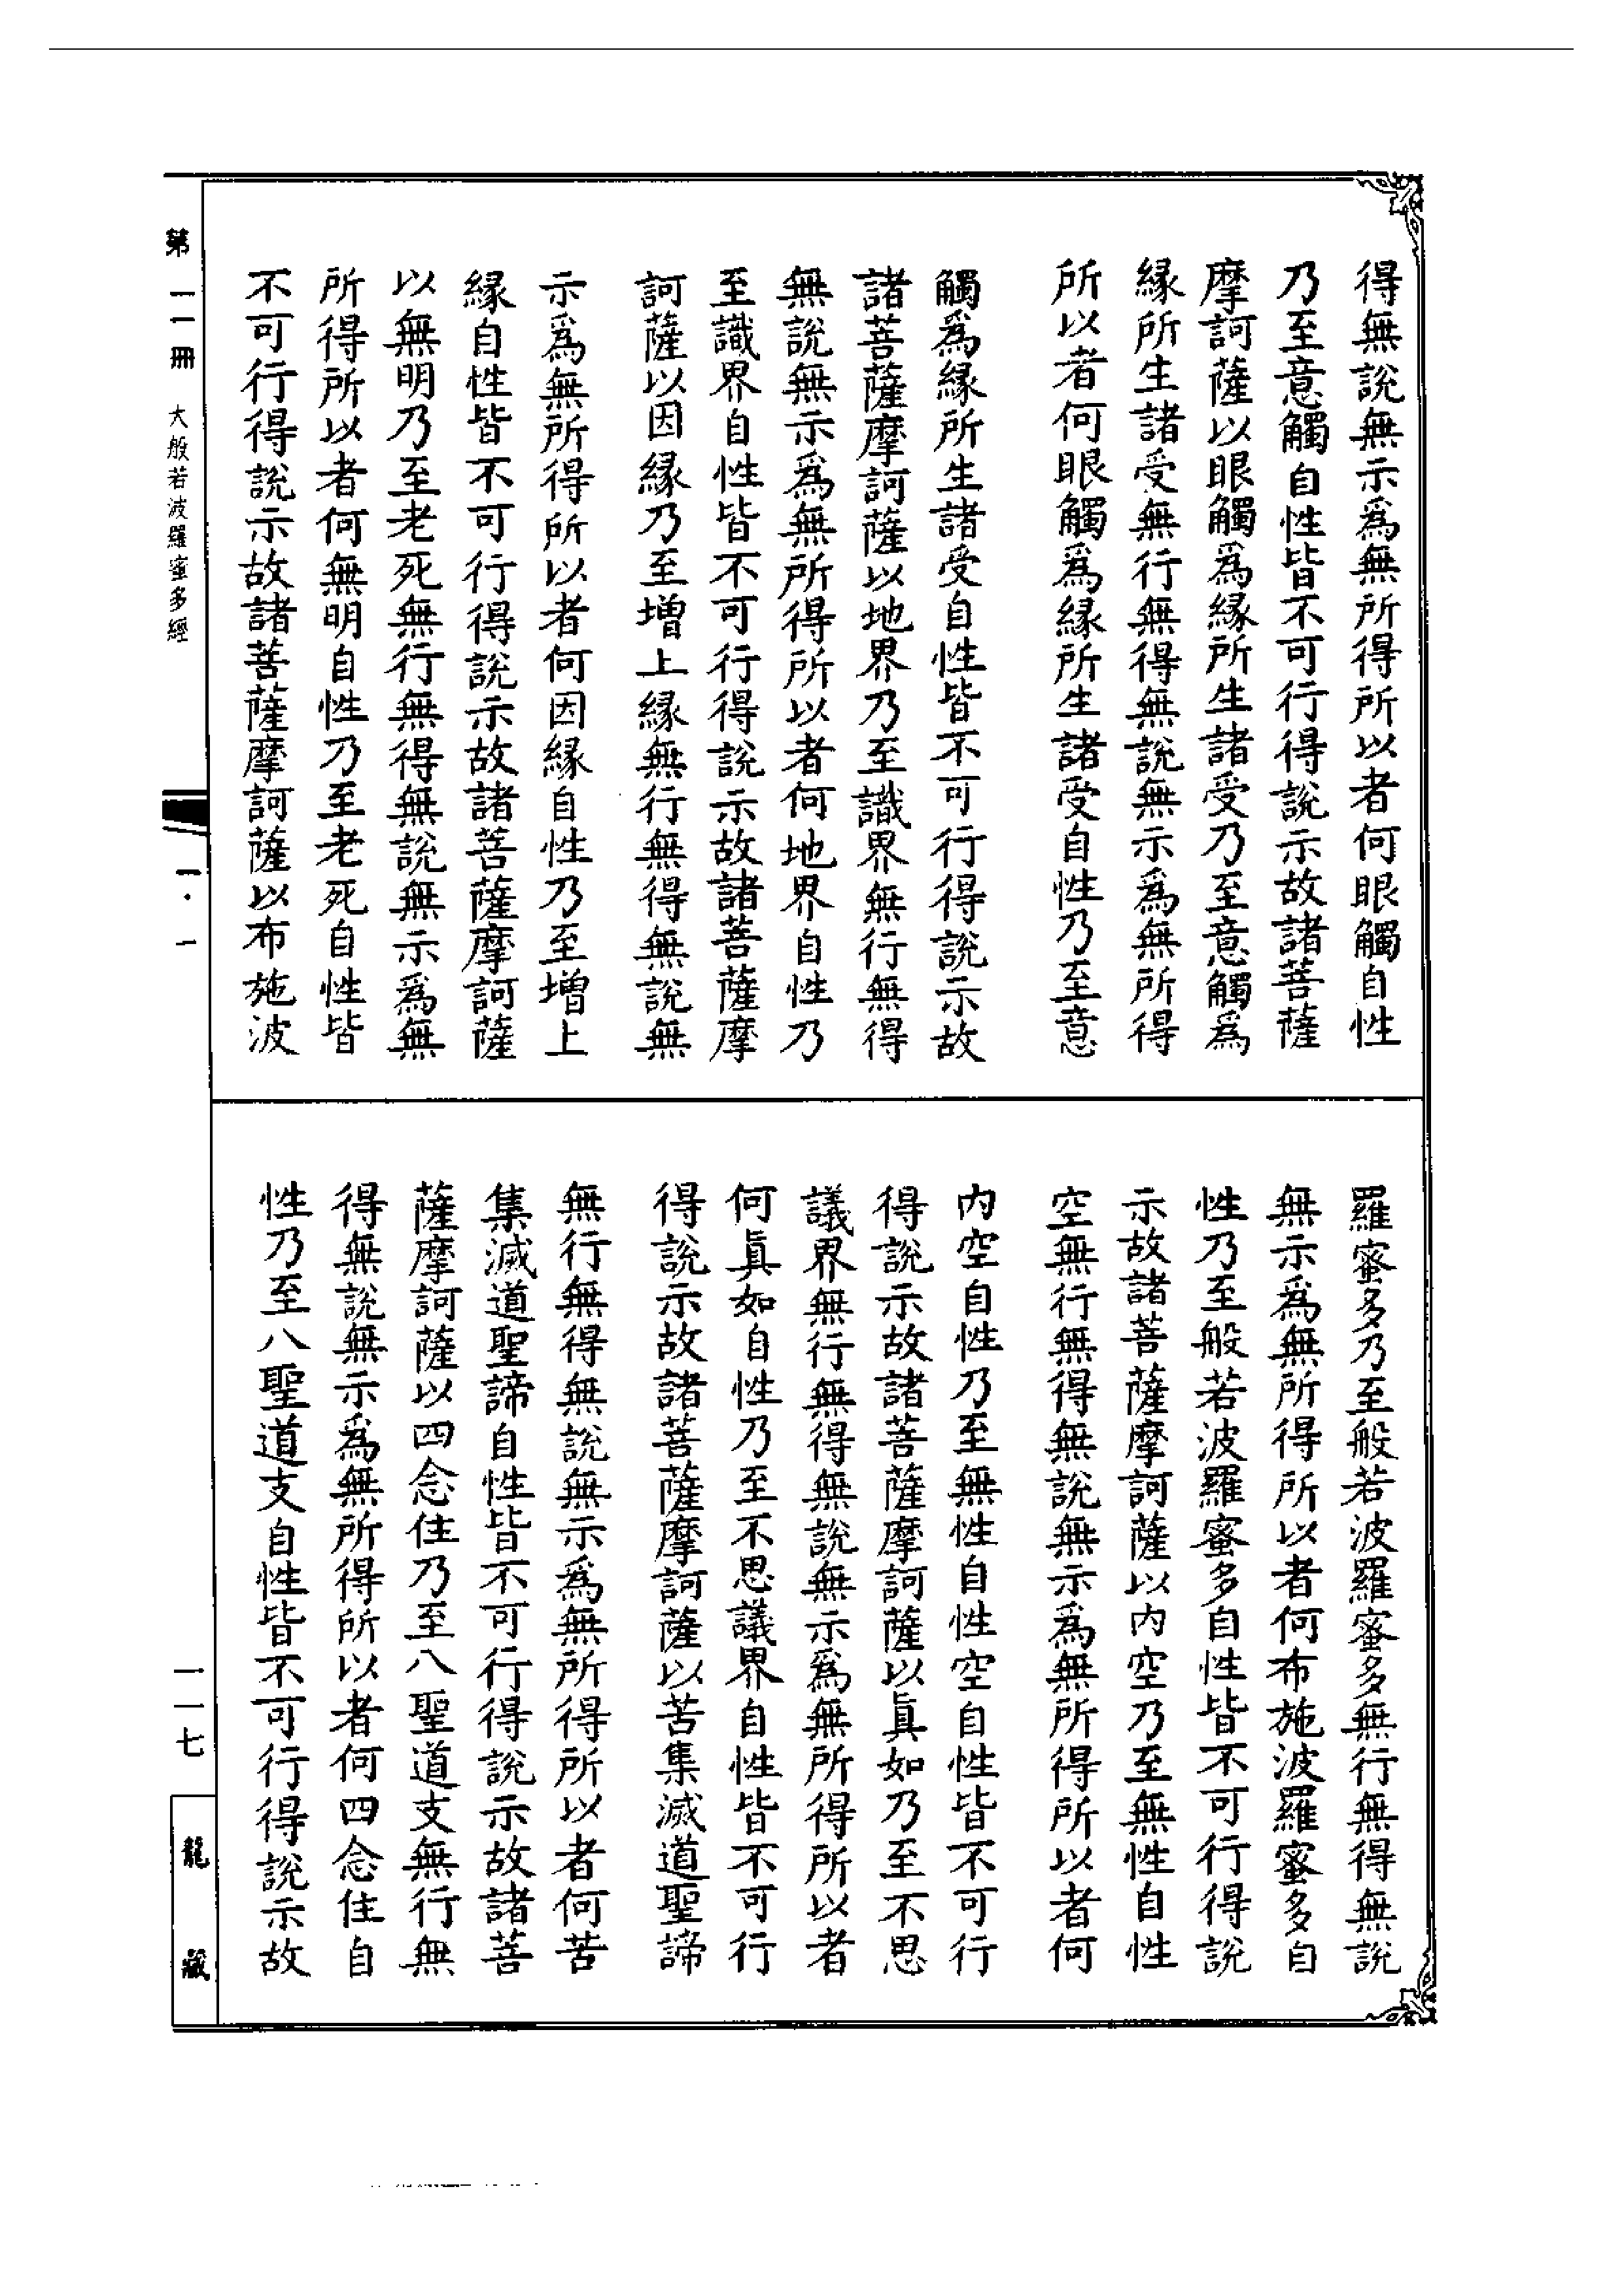 得無說無示爲無所得所以者何眼觸自性
乃至意觸自性皆不可行得說示故諸菩薩
摩訶薩以眼觸爲緣所生諸受乃至意觸爲
緣所生諸受無行無得無說無示爲無所得
所以者何眼觸爲緣所生諸受自性乃至意
觸爲緣所生諸受自性皆不可行得說示故
諸菩薩摩訶薩以地界乃至識界無行無得
無說無示爲無所得所以者何地界自性乃
至識界自性皆不可行得說示故諸菩薩摩
訶薩以因緣乃至增上緣無行無得無說無
示爲無所得所以者何因緣自性乃至增上
緣自性皆不可行得說示故諸菩薩摩訶薩
以無明乃至老死無行無得無說無示爲無
所得所以者何無明自性乃至老死自性皆
不可行得說示故諸菩薩摩訶薩以布施波
羅蜜多乃至般若波羅蜜多無行無得無說
無示爲無所得所以者何布施波羅蜜多自
性乃至般若波羅蜜多自性皆不可行得說
示故諸菩薩摩訶薩以内空乃至無性自性
空無行無得無說無示爲無所得所以者何
内空自性乃至無性自性空自性皆不可行
得說示故諸菩薩摩訶薩以眞如乃至不思
議界無行無得無說無示爲無所得所以者
何眞如自性乃至不思議界自性皆不可行
得說示故諸菩薩摩訶薩以苦集滅道聖諦
無行無得無說無示爲無所得所以者何苦
集滅道聖諦自性皆不可行得說示故諸菩
薩摩訶薩以四念住乃至八聖道支無行無
得無說無示爲無所得所以者何四念住自
性乃至八聖道支自性皆不可行得說示故
第一一冊 大般若波羅蜜多經 一·一 一一七 龍藏